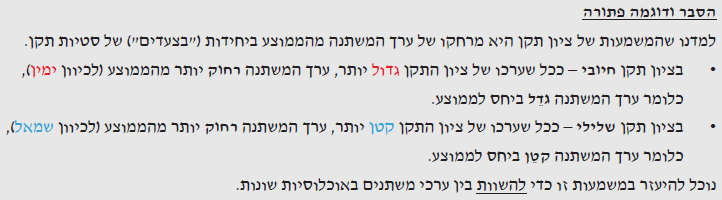 הסבר ודוגמה פתורה
למדנו שהמשמעות של ציון תקן היא מרחקו של ערך המשתנה מהממוצע ביחידות ("בצעדים") של סטיות תקן.
• בציון תקן חיובי – ככל שערכו של ציון התקן גדול יותר, ערך המשתנה רחוק יותר מהממוצע (לכיוון ימין),
כלומר ערך המשתנה גדֵל ביחס לממוצע.
• בציון תקן שלילי – ככל שערכו של ציון התקן קטן יותר, ערך המשתנה רחוק יותר מהממוצע (לכיוון שמאל),
כלומר ערך המשתנה קטֵן ביחס לממוצע.
נוכל להיעזר במשמעות זו כדי להשוות בין ערכי משתנים באוכלוסיות שונות.